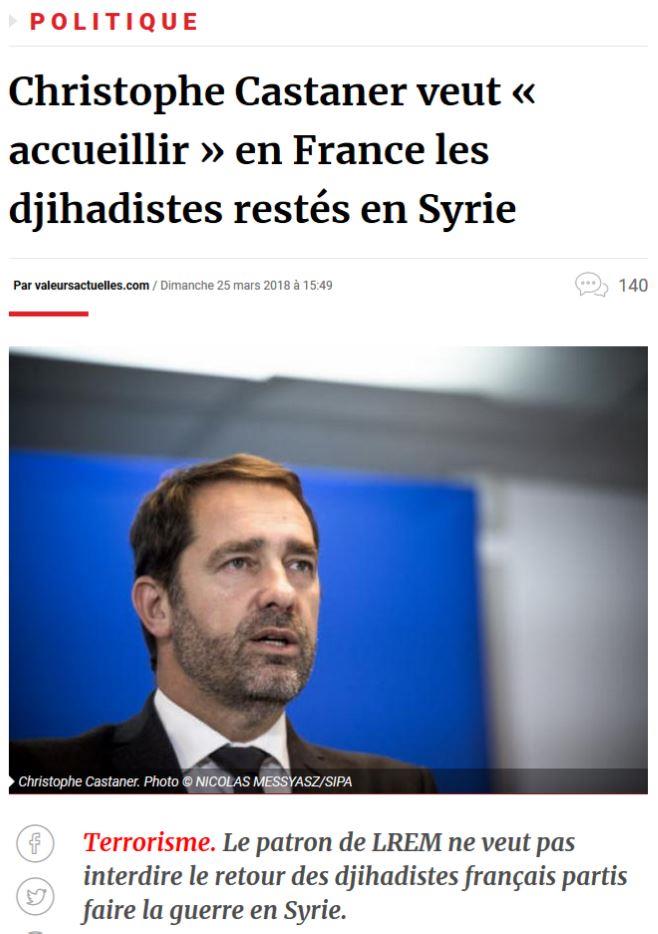 POLITIQUE
Christophe Castaner veut «
accueillir » en France les
djihadistes restés en Syrie
Par valeursactuelles.com / Dimanche 25 mars 2018 à 15:49
140
Christophe Castaner. Photo © NICOLAS MESSYASZ/SIPA
Terrorisme. Le patron de LREM ne veut pas
interdire le retour des djihadistes français partis
faire la guerre en Syrie.